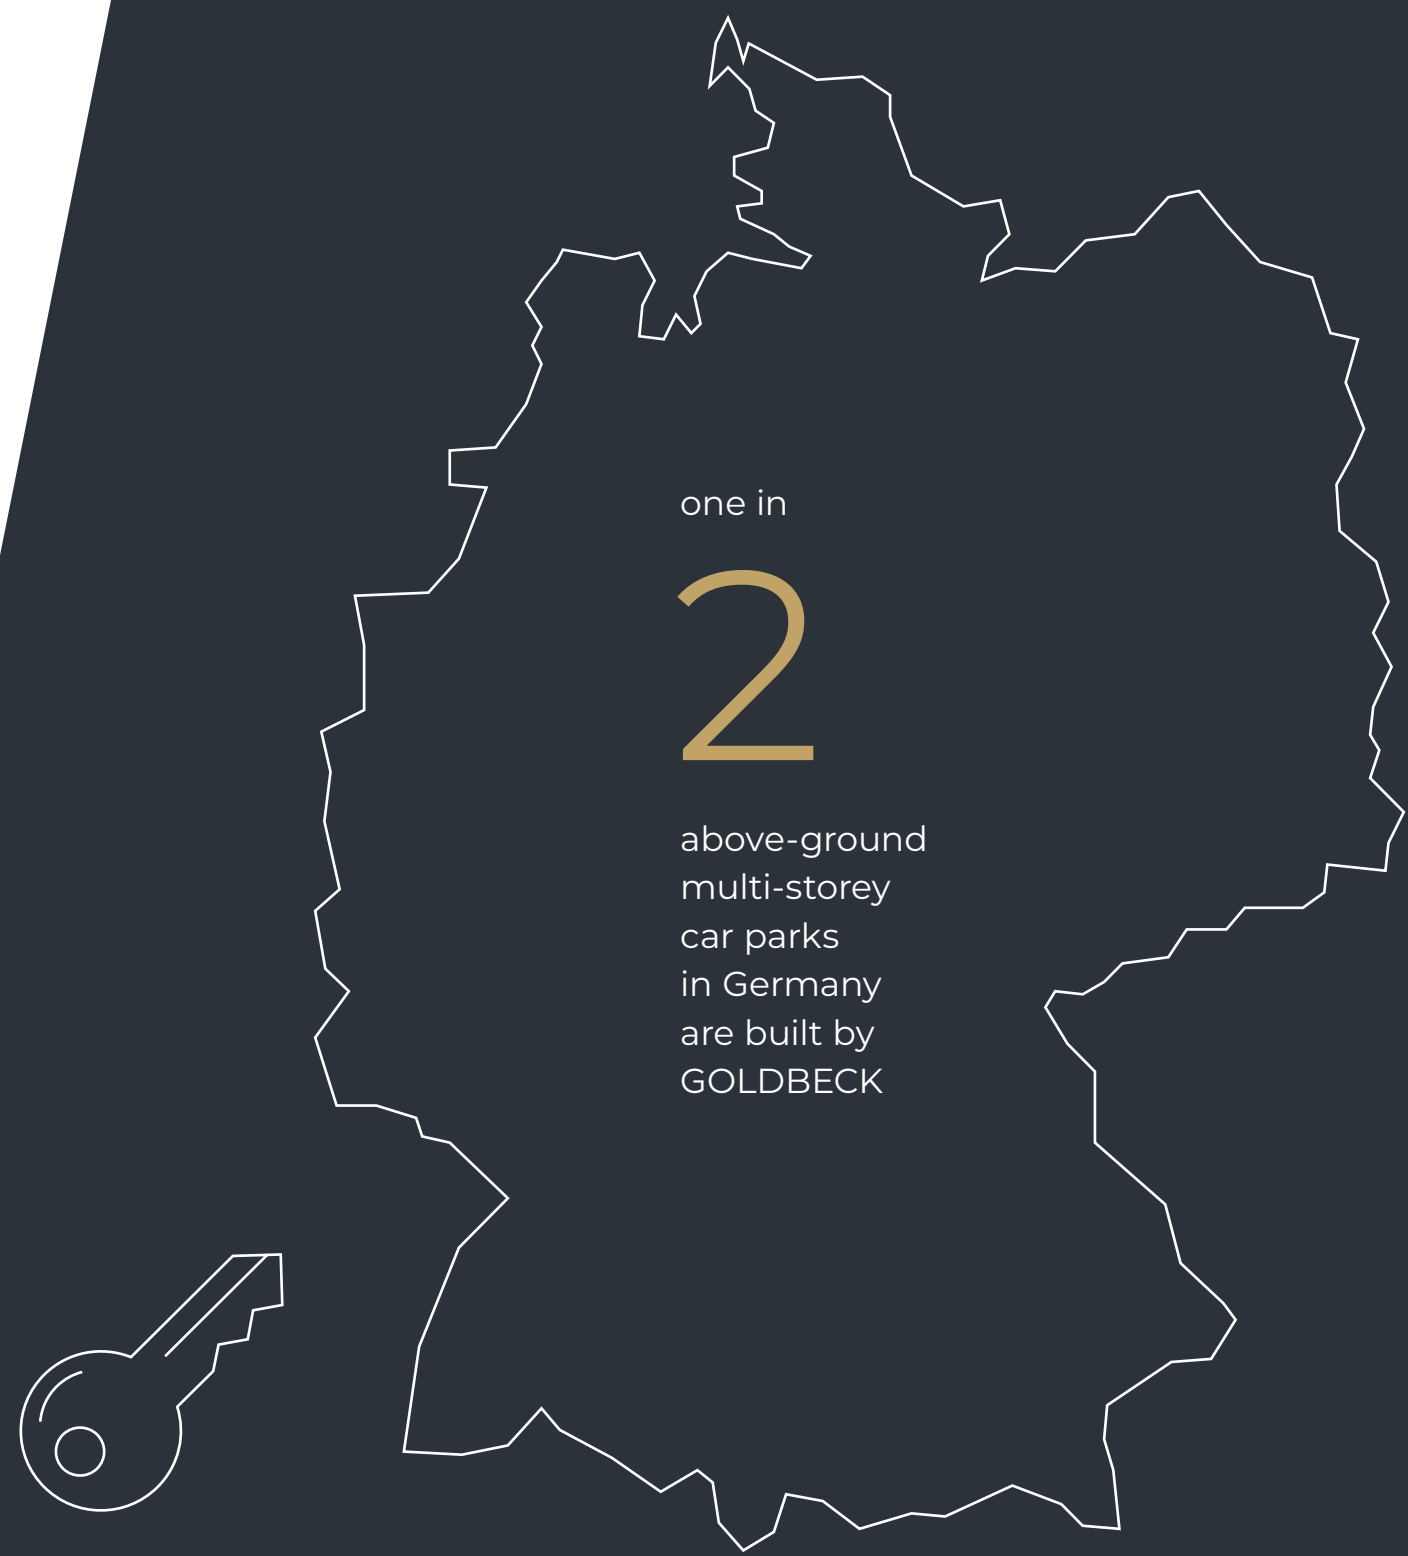 one in
2
above-ground
multi-storey
car parks
in Germany
are built by
GOLDBECK